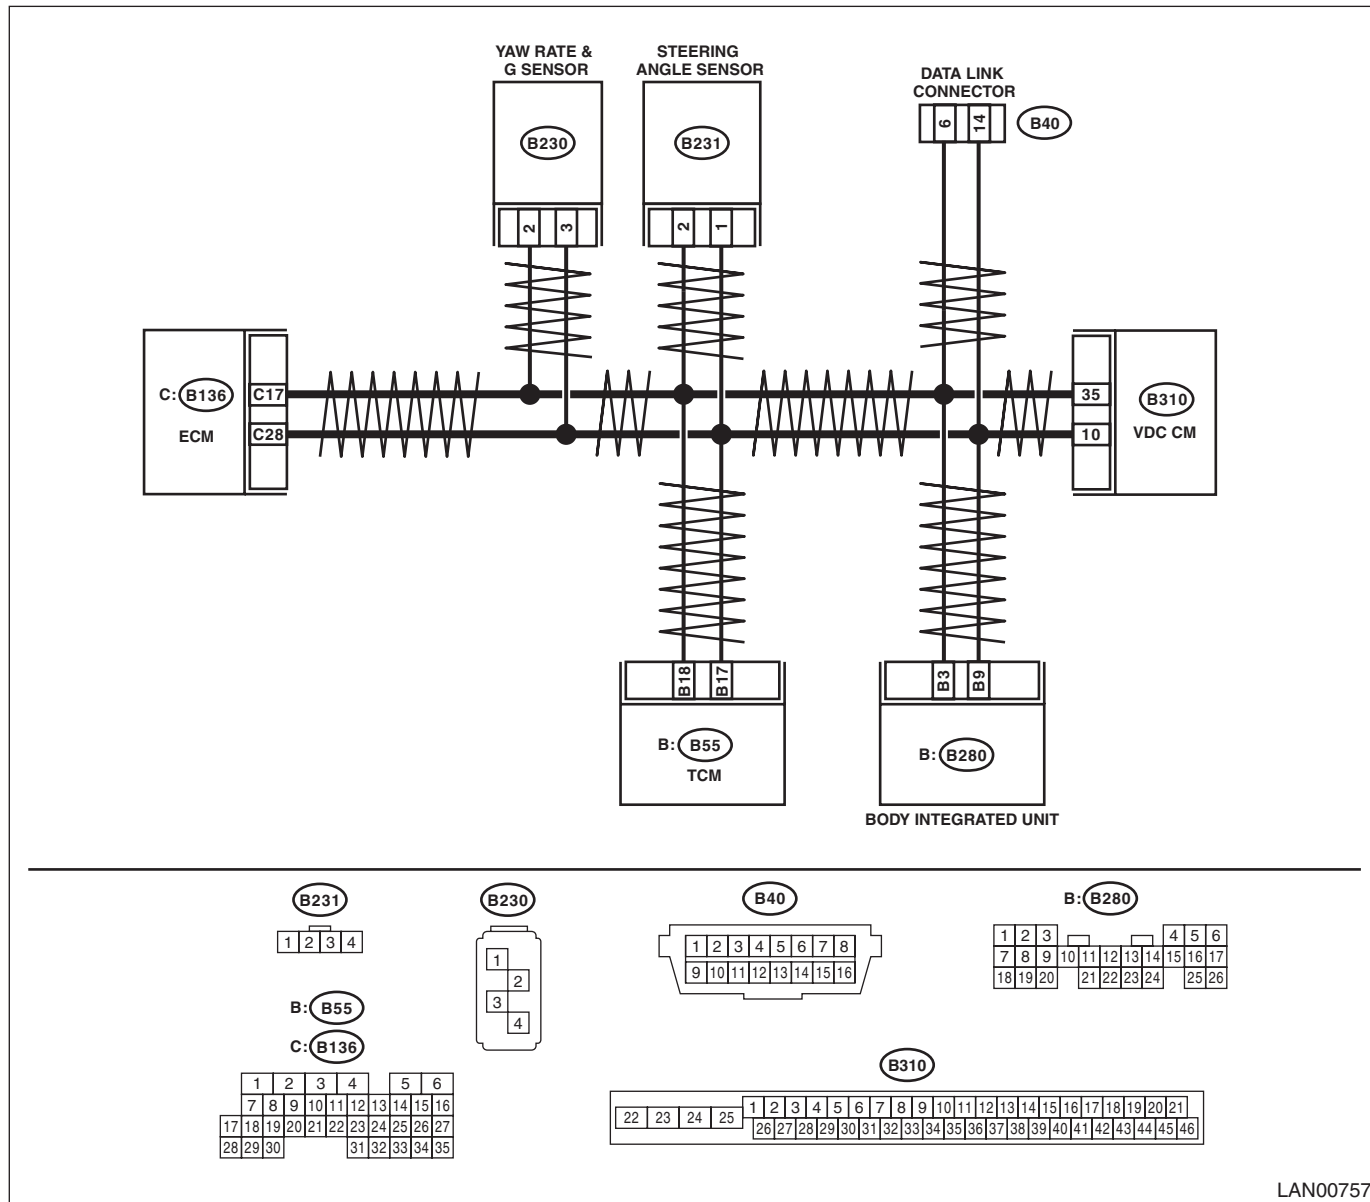 YAW RATE &
G SENSOR
STEERING
ANGLE SENSOR
DATA LINK
CONNECTOR
6 14
B40
B230
B231
2 3
2 1
C: B136
ECM
C17
C28
35
10
B310
VDC CM
B18 B17
B3 B9
B: B55
TCM
B: B280
BODY INTEGRATED UNIT
B231
1 2 3 4
B230
1
2
3
4
B40
1 2 3 4 5 6 7 8
9 10 11 12 13 14 15 16
B: B280
1 2 3 4 5 6
7 8 9 10 11 12 13 14 15 16 17
18 19 20 21 22 23 24 25 26
B: B55
C: B136
1 2 3 4 5 6
7 8 9 10 11 12 13 14 15 16
17 18 19 20 21 22 23 24 25 26 27
28 29 30 31 32 33 34 35
B310
22 23 24 25
1 2 3 4 5 6 7 8 9 10 11 12 13 14 15 16 17 18 19 20 21
26 27 28 29 30 31 32 33 34 35 36 37 38 39 40 41 42 43 44 45 46
LAN00757